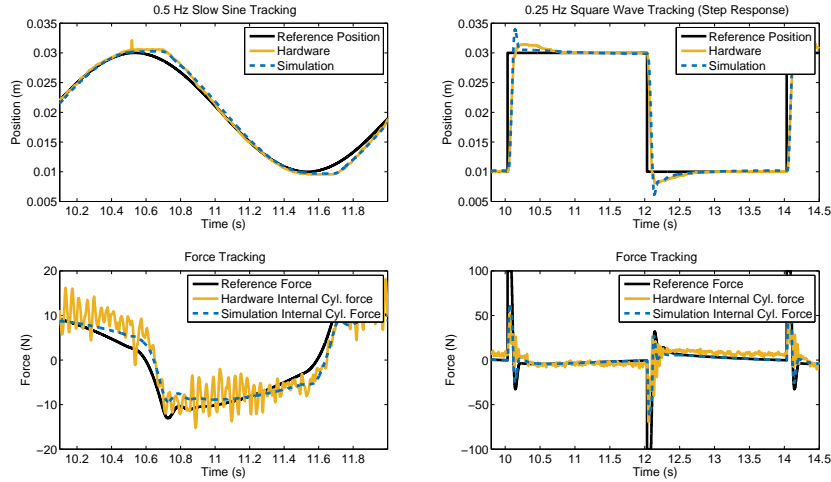 0.5 Hz Slow Sine Tracking
0.035
0.03
0.025
0.02
0.015
0.01
0.005
Position (m)
Reference Position
Hardware
Simulation
10.2 10.4 10.6 10.8 11 11.2 11.4 11.6 11.8
Time (s)
0.25 Hz Square Wave Tracking (Step Response)
0.035
0.03
0.025
0.02
0.015
0.01
0.005
Position (m)
Reference Position
Hardware
Simulation
10 10.5 11 11.5 12 12.5 13 13.5 14 14.5
Time (s)
Force Tracking
20
10
0
−10
−20
Force (N)
Reference Force
Hardware Internal Cyl. force
Simulation Internal Cyl. Force
10.2 10.4 10.6 10.8 11 11.2 11.4 11.6 11.8
Time (s)
Force Tracking
100
50
0
−50
−100
Force (N)
Reference Force
Hardware Internal Cyl. force
Simulation Internal Cyl. Force
10 10.5 11 11.5 12 12.5 13 13.5 14 14.5
Time (s)